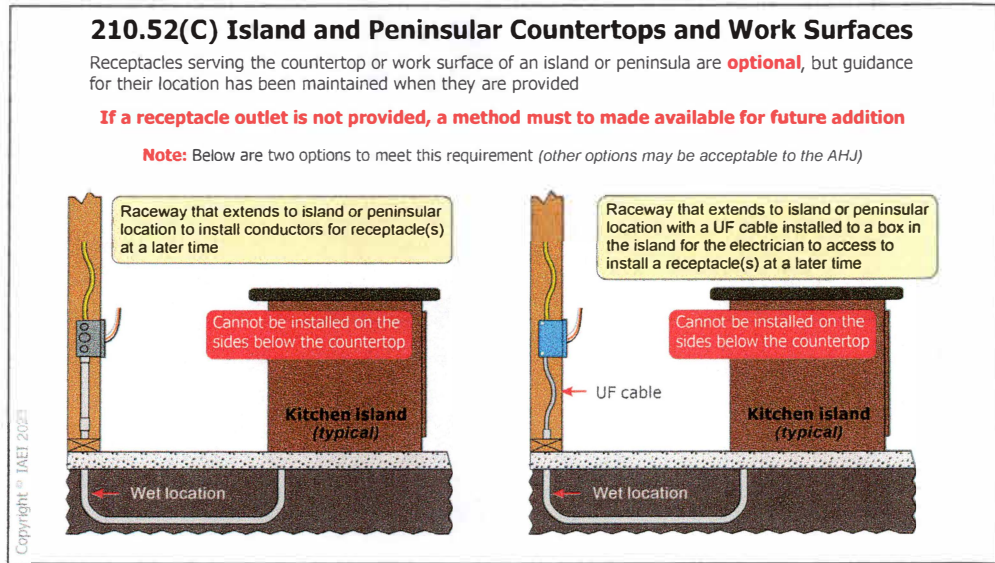 210.52(C) Island and Peninsular Countertops and Work Surfaces
Receptacles serving the countertop or work surface of an island or peninsula are optional, but guidance
for their location has been maintained when they are provided
If a receptacle outlet is not provided, a method must to made available for future addition
Note: Below are two options to meet this requirement (other options may be acceptable to the AHJ)
Raceway that extends to island or peninsular
location to install conductors for receptacle(s)
at a later time
Cannot be installed on the
sides below the countertop
Kitchen island
(typical)
Wet location
Raceway that extends to island or peninsular
location with a UF cable installed to a box in
the island for the electrician to access to
install a receptacle(s) at a later time
Cannot be installed on the
sides below the countertop
UF cable
Kitchen island
(typical)
Wet location
Copyright © IAEI 2023